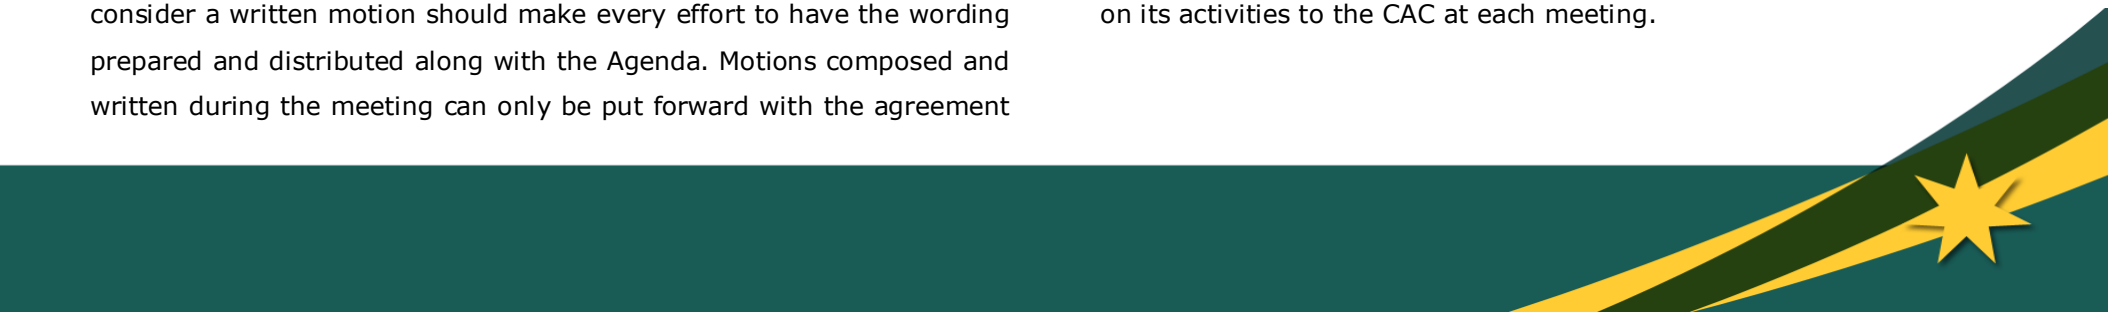 consider a written motion should make every effort to have the wording
prepared and distributed along with the Agenda. Motions composed and
written during the meeting can only be put forward with the agreement
on its activities to the CAC at each meeting.